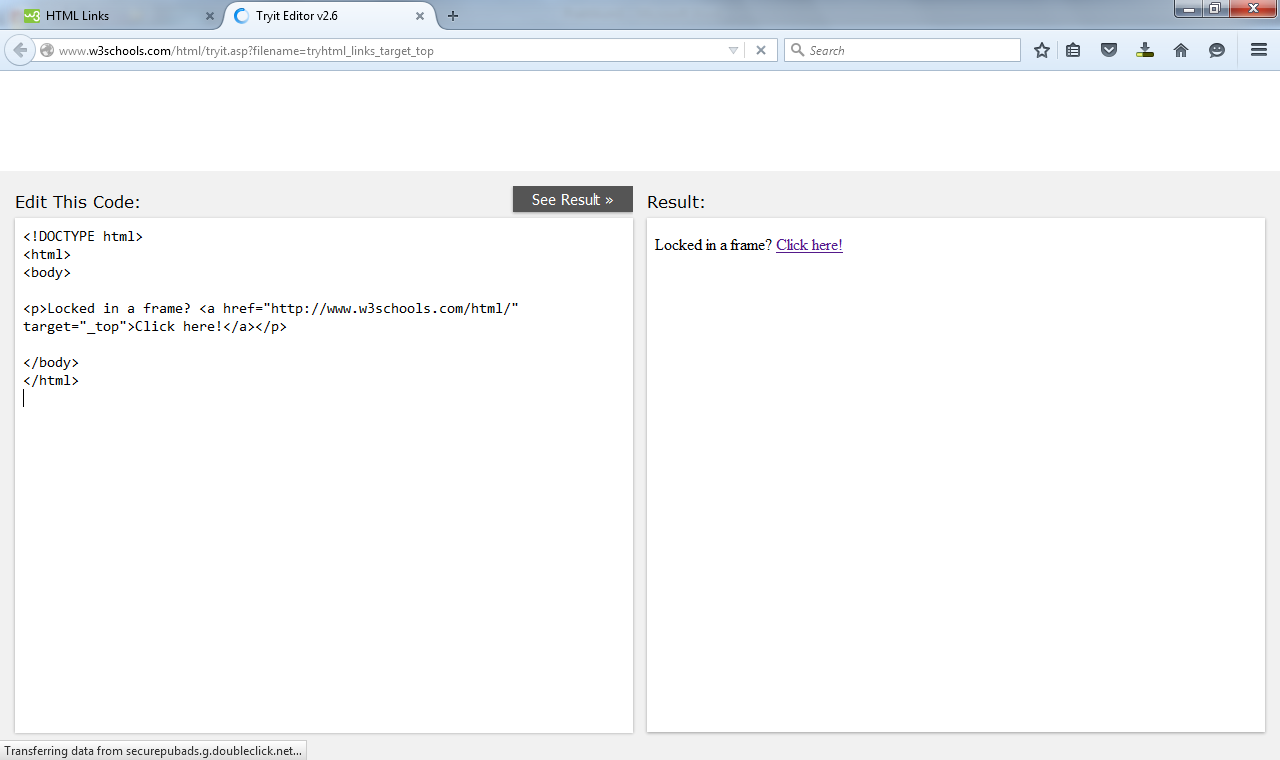 HTML Links
Tryit Editor v2.6
www.w3schools.com/html/tryit.asp?filename=tryhtml_links_target_top
Search
Edit This Code:
See Result »
Result:
<!DOCTYPE html>
<html>
<body>
<p>Locked in a frame? <a href="http://www.w3schools.com/html/"
target="_top">Click here!</a></p>
</body>
</html>
Locked in a frame? Click here!
Transferring data from securepubads.g.doubleclick.net...